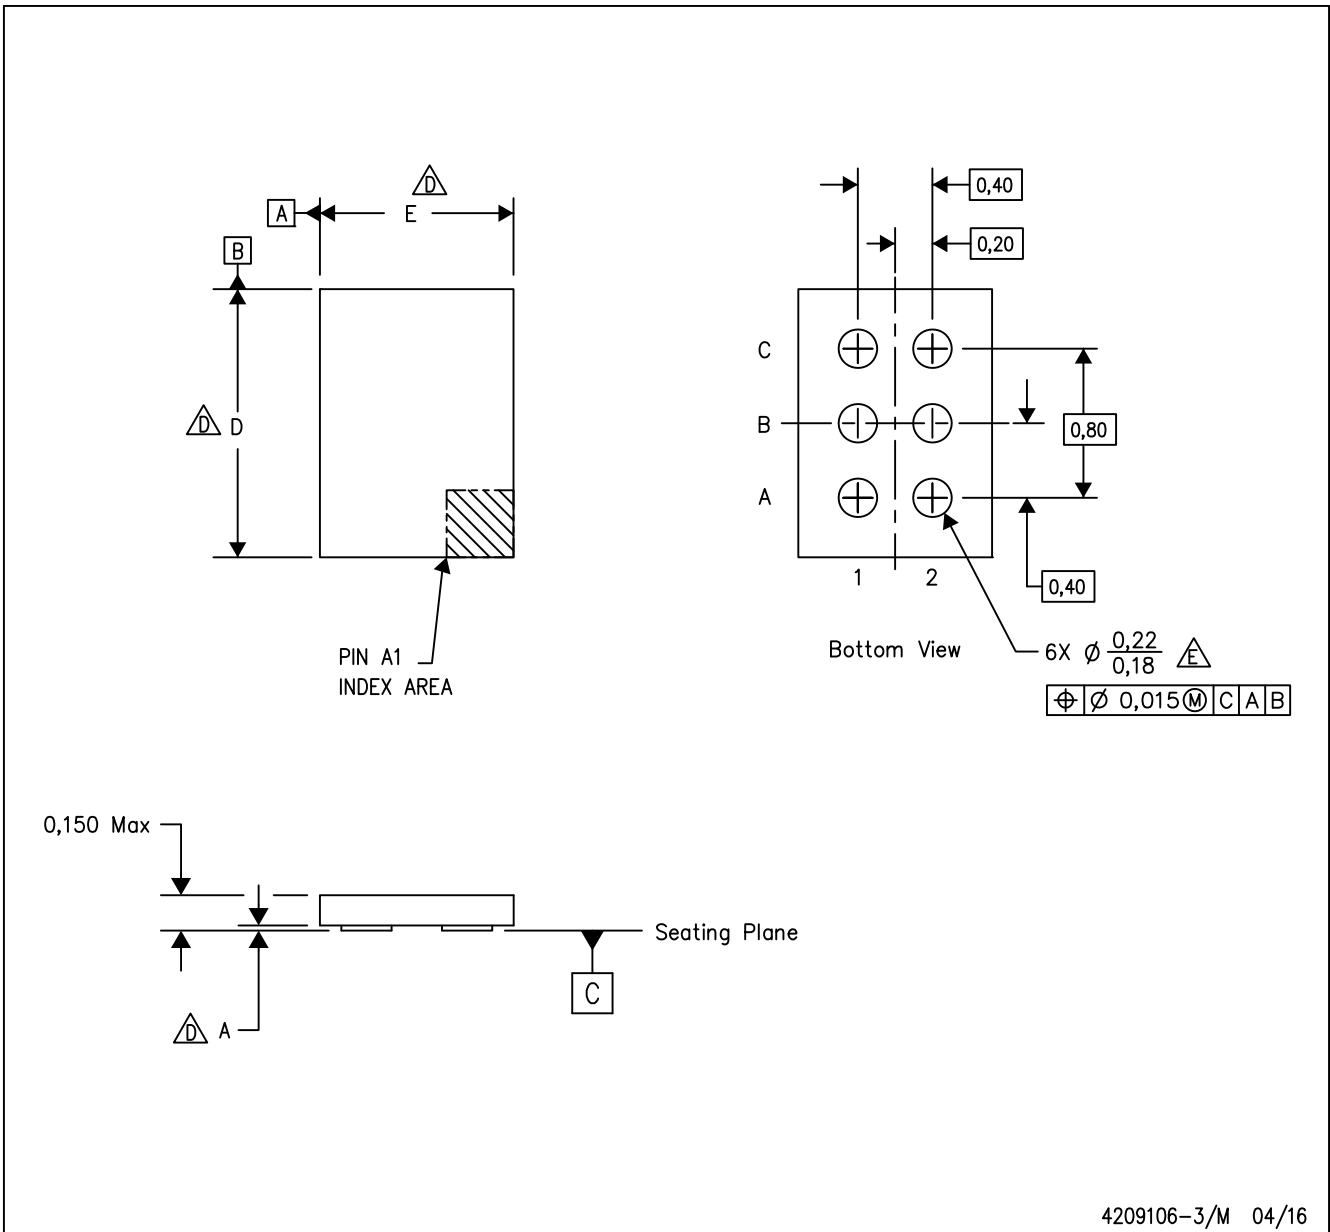 D
A
E
B
D
D
PIN A1
INDEX AREA
0,40
0,20
C
B
A
0,80
0,40
1
2
Bottom View
6X Ø 0,22
0,18
E
⌖ Ø 0,015Ⓜ C A B
0,150 Max
Seating Plane
C
D
A
4209106-3/M 04/16